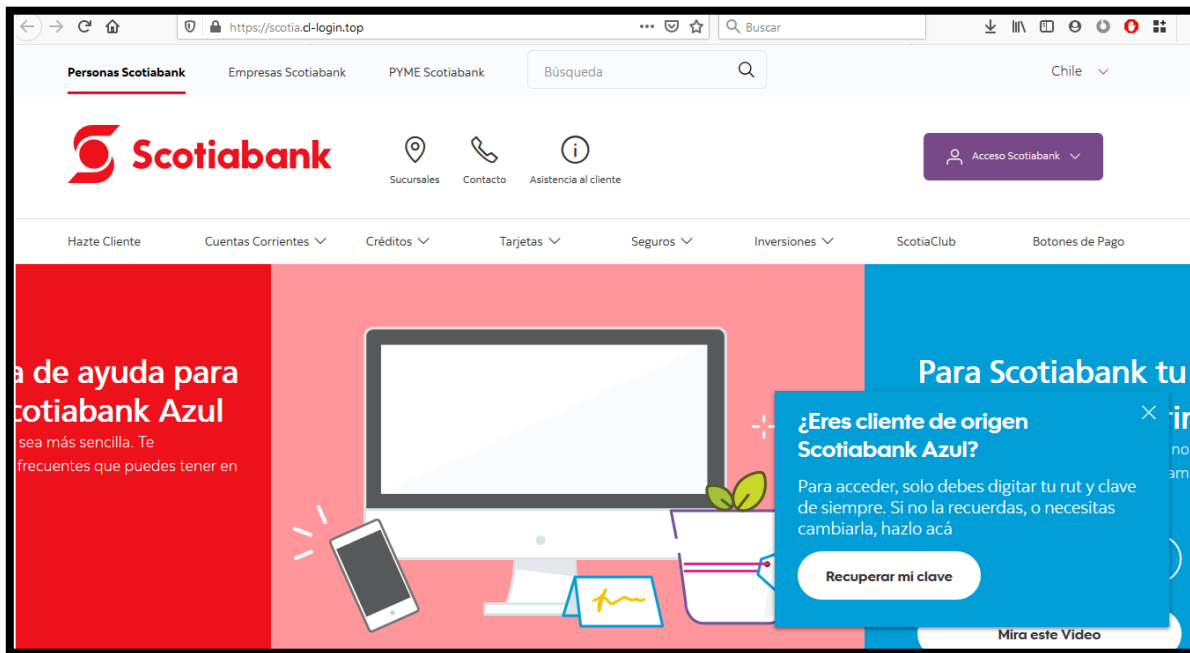 https://scotia.cl-login.top
Buscar
Personas Scotiabank
Empresas Scotiabank
PYME Scotiabank
Búsqueda
Chile
Scotiabank
Sucursales
Contacto
Asistencia al cliente
Acceso Scotiabank
Hazte Cliente
Cuentas Corrientes
Créditos
Tarjetas
Seguros
Inversiones
ScotiaClub
Botones de Pago
a de ayuda para
cotiabank Azul
sea más sencilla. Te
frecuentes que puedes tener en
Para Scotiabank tu
¿Eres cliente de origen
Scotiabank Azul?
Para acceder, solo debes digitar tu rut y clave
de siempre. Si no la recuerdas, o necesitas
cambiarla, hazlo acá
Recuperar mi clave
no
am
Mira este Video